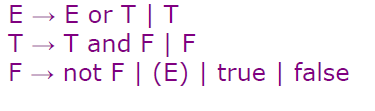 E → E or T | T
T → T and F | F
F → not F | (E) | true | false